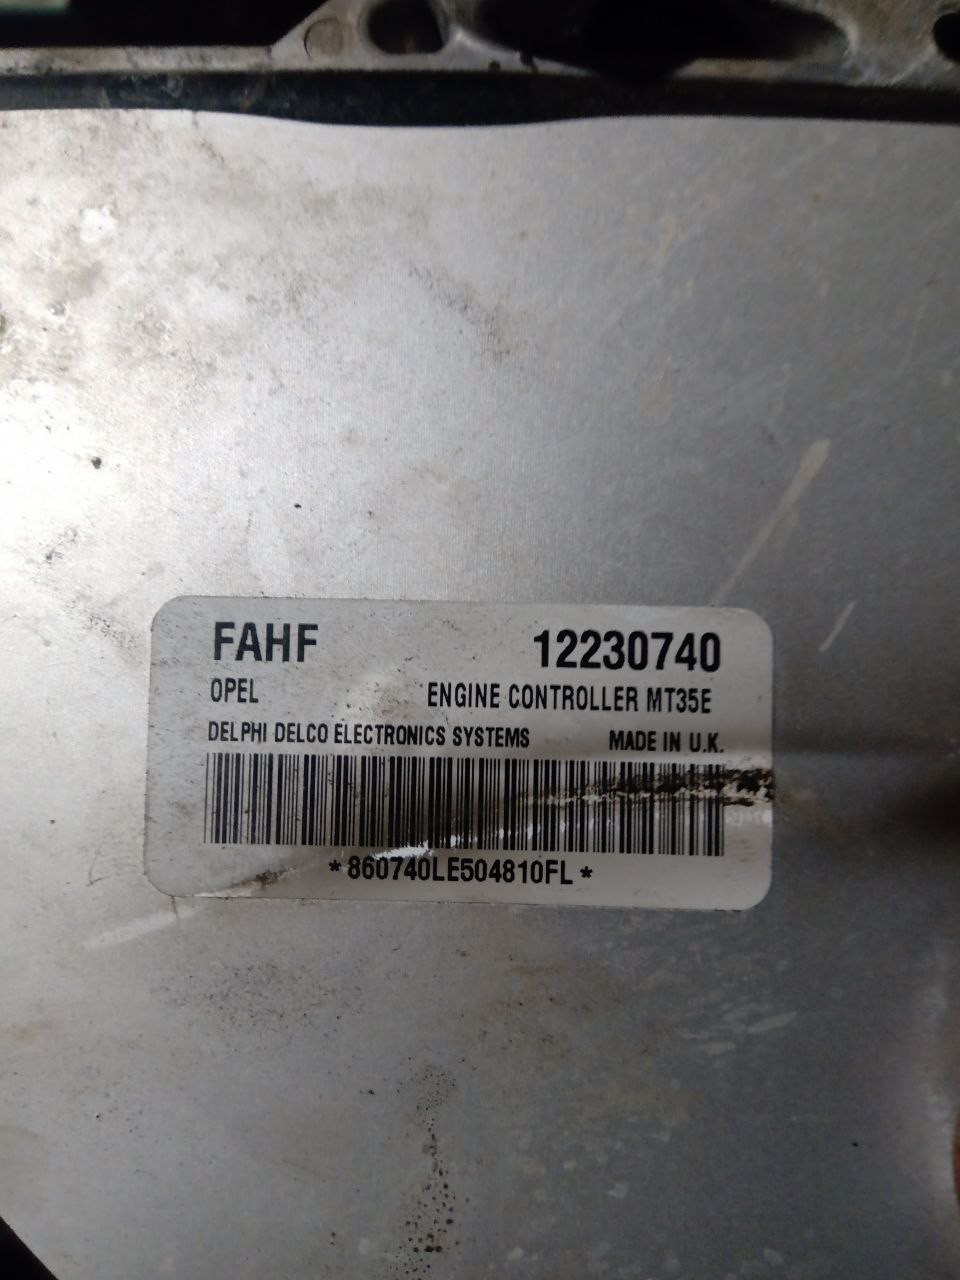 FAHF 12230740
OPEL ENGINE CONTROLLER MT35E
DELPHI DELCO ELECTRONICS SYSTEMS MADE IN U.K.
*860740LE504810FL*